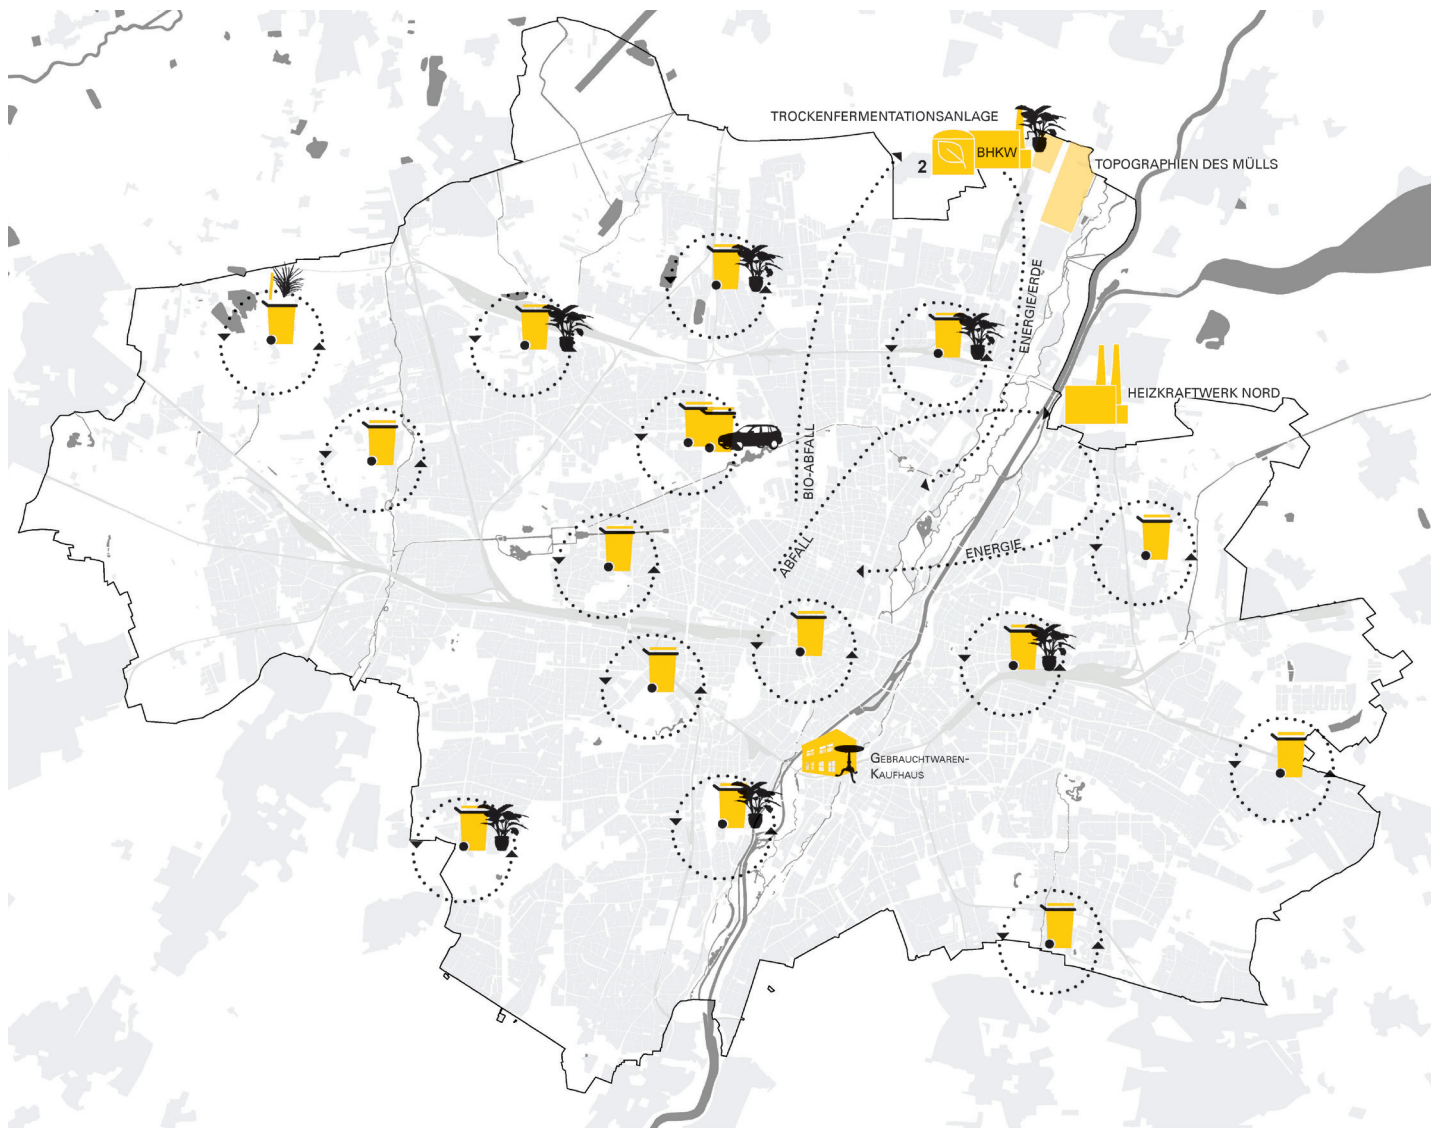 TROCKENFERMENTATIONSANLAGE
BHKW
2
TOPOGRAPHIEN DES MÜLLS
ENERGIE/ERDE
HEIZKRAFTWERK NORD
BIO-ABFALL
ABFALL
ENERGIE
GEBRAUCHTWAREN-
KAUFHAUS